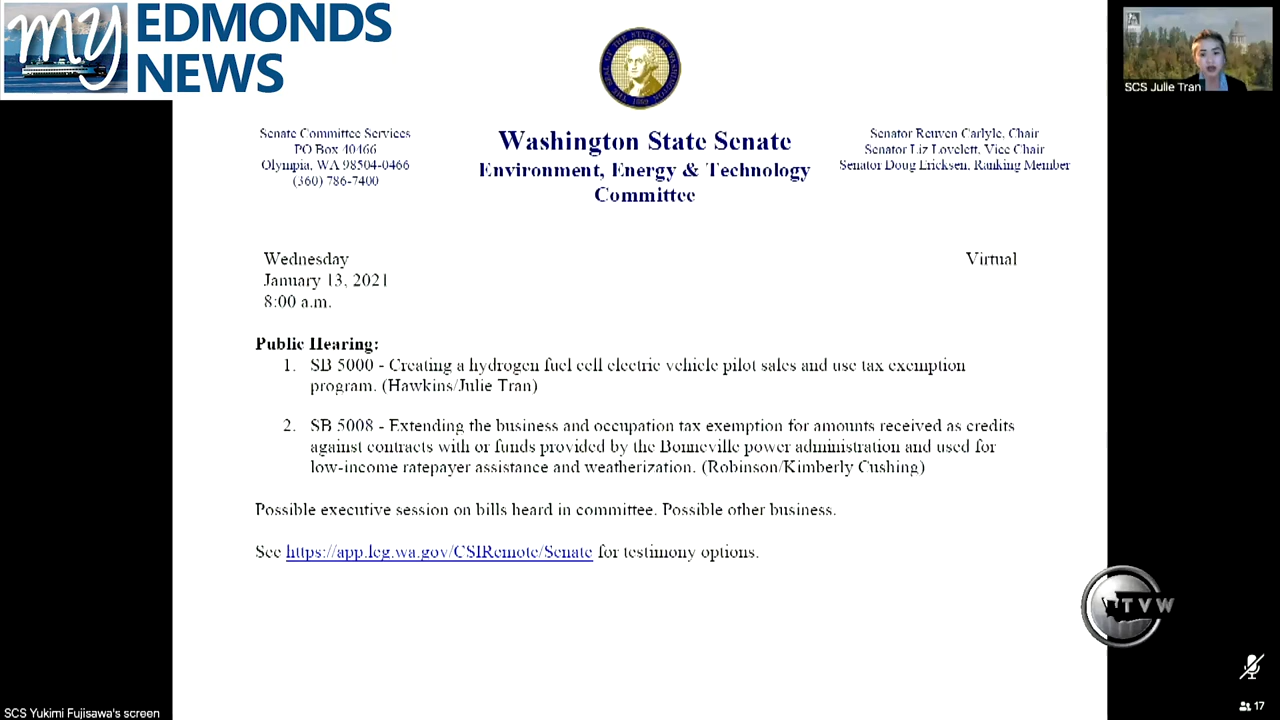 my EDMONDS
NEWS
SCS Julie Tran
Senate Committee Services
PO Box 40466
Olympia, WA 98504-0466
(360) 786-7400
Washington State Senate
Environment, Energy & Technology
Committee
Senator Reuven Carlyle, Chair
Senator Liz Lovelett, Vice Chair
Senator Doug Ericksen, Ranking Member
Wednesday
January 13, 2021
8:00 a.m.
Virtual
Public Hearing:
1. SB 5000 - Creating a hydrogen fuel cell electric vehicle pilot sales and use tax exemption
program. (Hawkins/Julie Tran)
2. SB 5008 - Extending the business and occupation tax exemption for amounts received as credits
against contracts with or funds provided by the Bonneville power administration and used for
low-income ratepayer assistance and weatherization. (Robinson/Kimberly Cushing)
Possible executive session on bills heard in committee. Possible other business.
See https://app.leg.wa.gov/CSIRemote/Senate for testimony options.
TVW
17
SCS Yukimi Fujisawa's screen